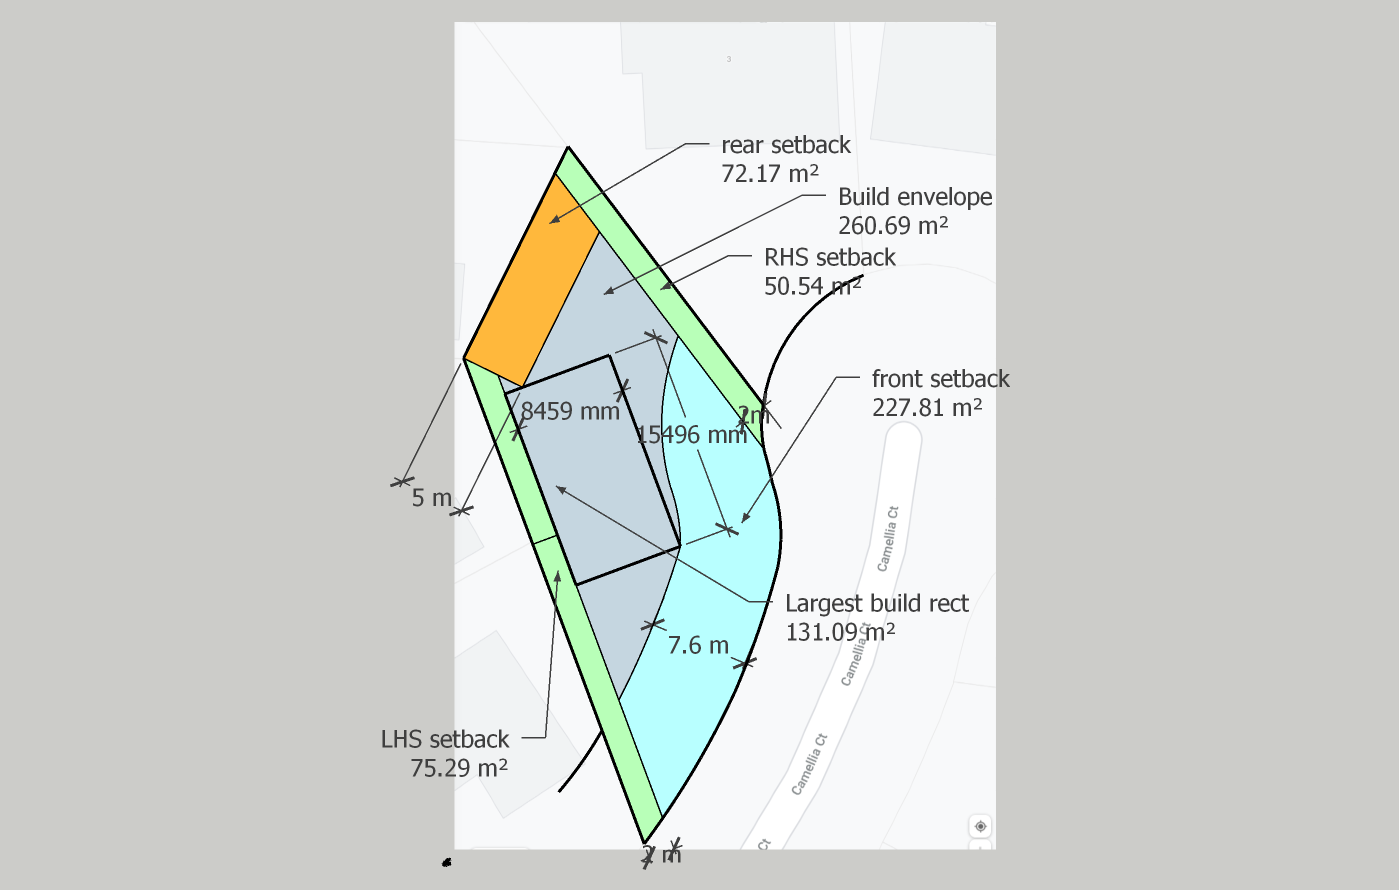 3
rear setback
72.17 m²
Build envelope
260.69 m²
RHS setback
50.54 m²
front setback
227.81 m²
2m
8459 mm
15496 mm
5 m
Camellia Ct
Largest build rect
131.09 m²
Camellia Ct
7.6 m
LHS setback
75.29 m²
Camellia Ct
Ct
2 m